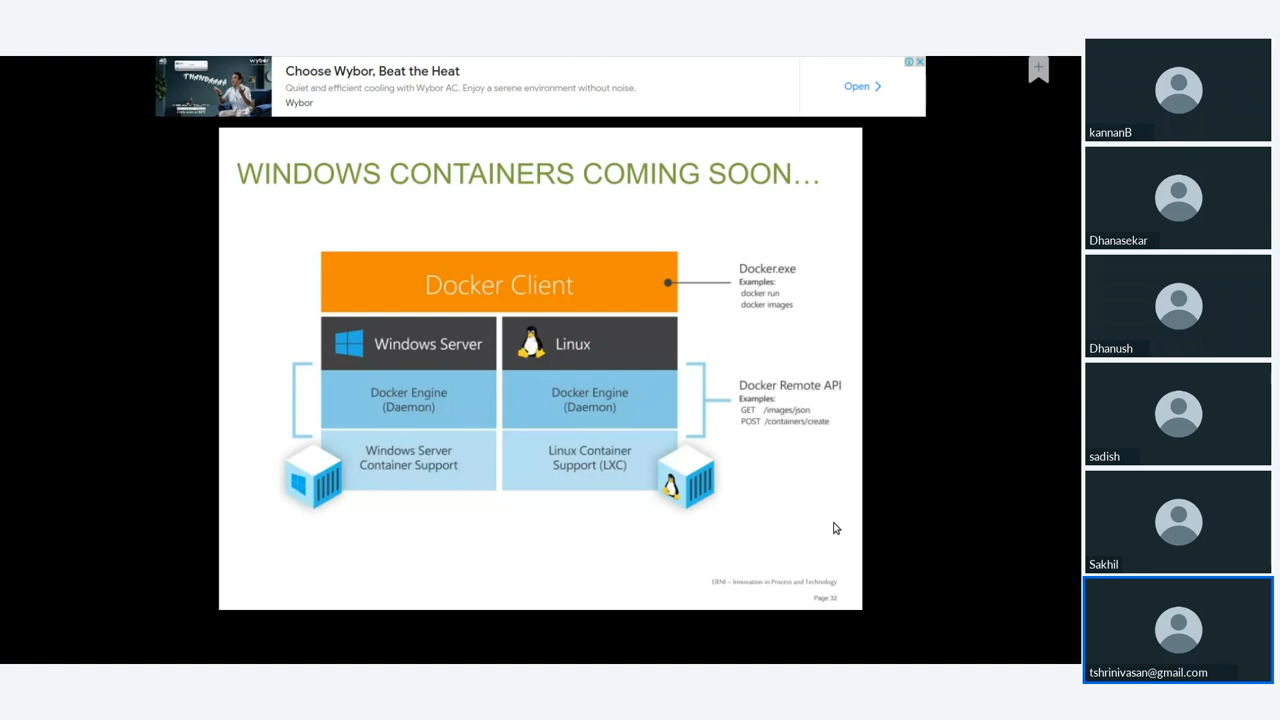 THANDAAAA
wybor
Choose Wybor, Beat the Heat
Quiet and efficient cooling with Wybor AC. Enjoy a serene environment without noise.
Wybor
Open
WINDOWS CONTAINERS COMING SOON...
Docker Client
Docker.exe
Examples:
docker run
docker images
Windows Server
Linux
Docker Engine
(Daemon)
Docker Engine
(Daemon)
Docker Remote API
Examples:
GET /images/json
POST /containers/create
Windows Server
Container Support
Linux Container
Support (LXC)
ERNI – Innovation in Process and Technology
Page 32
kannanB
Dhanasekar
Dhanush
sadish
Sakhil
tshrinivasan@gmail.com